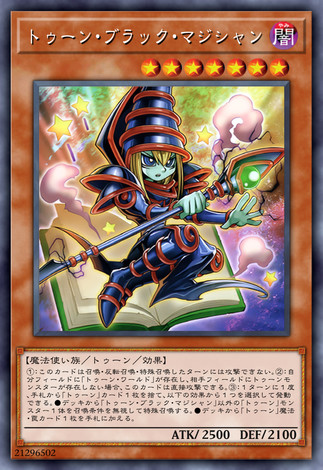 トゥーン・ブラック・マジシャン
やみ
闇
【魔法使い族／トゥーン／効果】
①:このカードは召喚・反転召喚・特殊召喚したターンには攻撃できない。②:自
分フィールドに「トゥーン・ワールド」が存在し、相手フィールドにトゥーンモ
ンスターが存在しない場合、このカードは直接攻撃できる。③:1ターンに1度
、手札から「トゥーン」カード1枚を捨て、以下の効果から1つを選択して発動
できる。●デッキから「トゥーン・ブラック・マジシャン」以外のトゥーンモンス
ター1体を召喚条件を無視して特殊召喚する。●デッキから「トゥーン」魔法
・罠カード1枚を手札に加える。
ATK/ 2500 DEF/2100
21296502